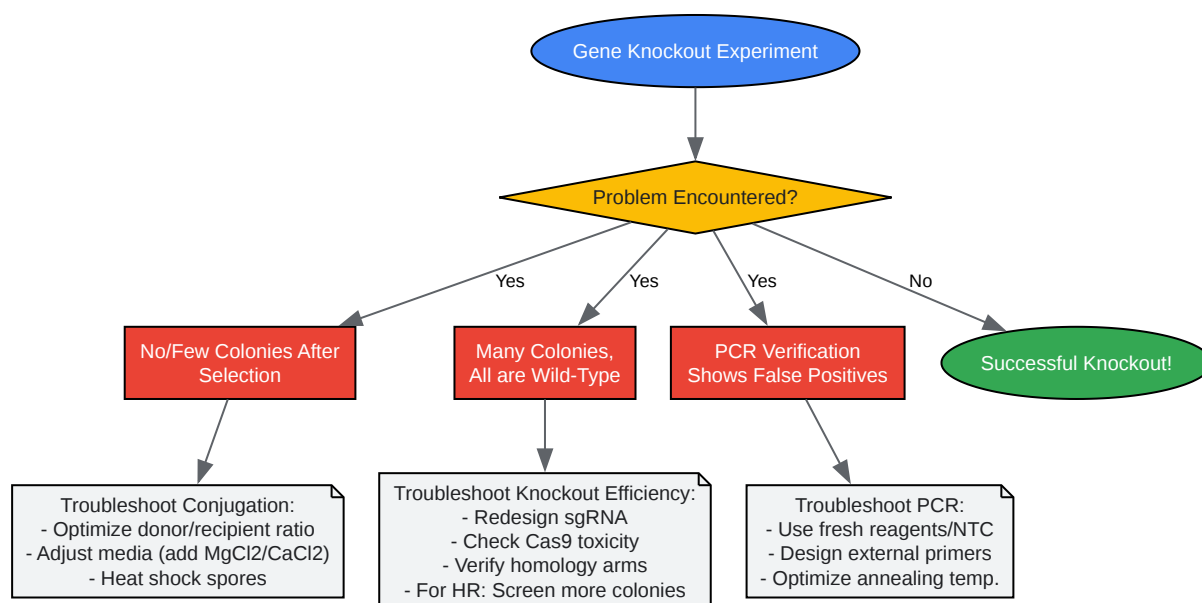 Gene Knockout Experiment
Problem Encountered?
Yes
Yes
Yes
No
No/Few Colonies After
Selection
Many Colonies,
All are Wild-Type
PCR Verification
Shows False Positives
Successful Knockout!
Troubleshoot Conjugation:
- Optimize donor/recipient ratio
- Adjust media (add MgCl2/CaCl2)
- Heat shock spores
Troubleshoot Knockout Efficiency:
- Redesign sgRNA
- Check Cas9 toxicity
- Verify homology arms
- For HR: Screen more colonies
Troubleshoot PCR:
- Use fresh reagents/NTC
- Design external primers
- Optimize annealing temp.